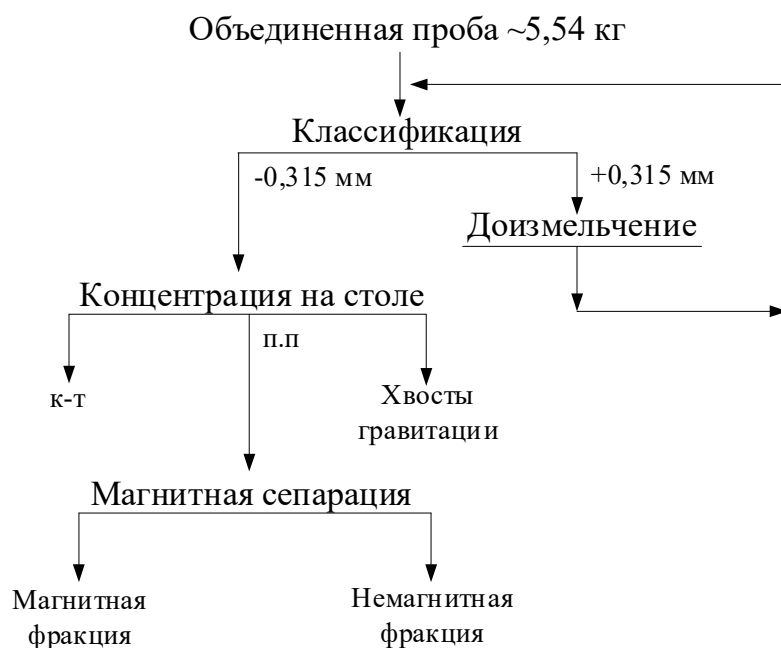 Объединенная проба ~5,54 кг
Классификация
-0,315 мм
+0,315 мм
Доизмельчение
Концентрация на столе
п.п
к-т
Хвосты
гравитации
Магнитная сепарация
Магнитная
фракция
Немагнитная
фракция